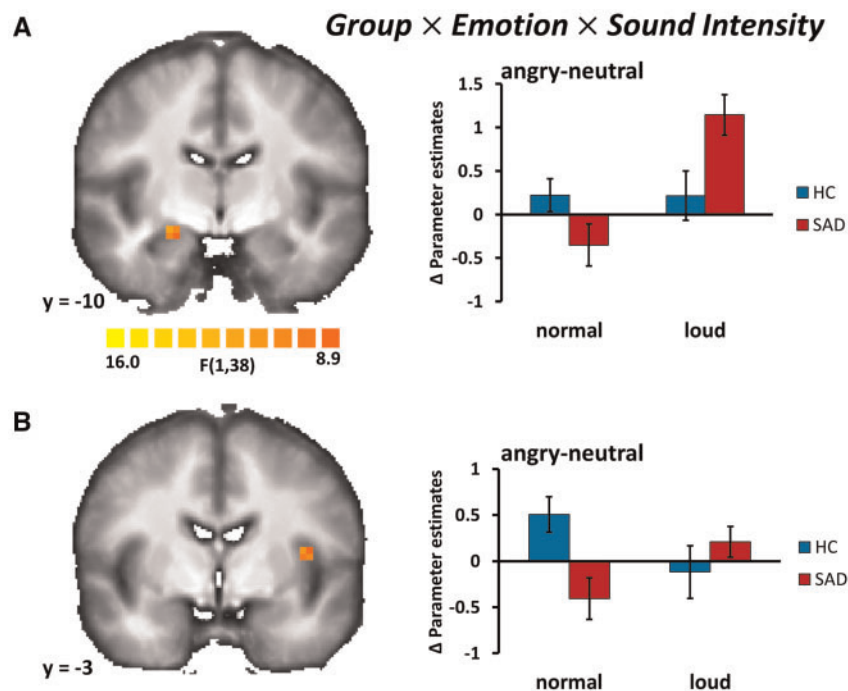 A
Group × Emotion × Sound Intensity
angry-neutral
Δ Parameter estimates
1.5
1
0.5
0
-0.5
-1
normal loud
HC
SAD
y = -10
16.0 F(1,38) 8.9
B
angry-neutral
Δ Parameter estimates
1
0.5
0
-0.5
-1
normal loud
HC
SAD
y = -3